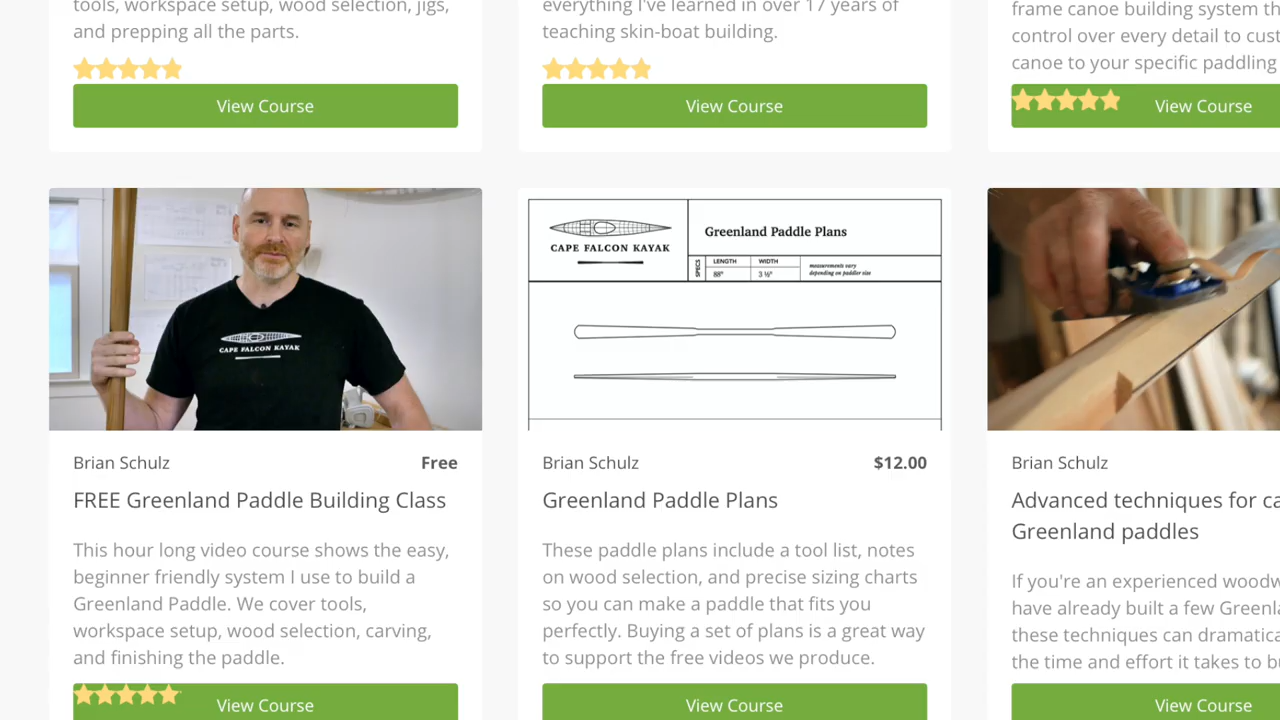 tools, workspace setup, wood selection, jigs,
and prepping all the parts.
View Course
everything I've learned in over 17 years of
teaching skin-boat building.
View Course
frame canoe building system th
control over every detail to cust
canoe to your specific paddling
View Course
CAPE FALCON KAYAK
Brian Schulz
Free
FREE Greenland Paddle Building Class
This hour long video course shows the easy,
beginner friendly system I use to build a
Greenland Paddle. We cover tools,
workspace setup, wood selection, carving,
and finishing the paddle.
View Course
CAPE FALCON KAYAK
Greenland Paddle Plans
SPECS
LENGTH
WIDTH
88"
3 ½"
measurements vary
depending on paddler size
Brian Schulz
$12.00
Greenland Paddle Plans
These paddle plans include a tool list, notes
on wood selection, and precise sizing charts
so you can make a paddle that fits you
perfectly. Buying a set of plans is a great way
to support the free videos we produce.
View Course
Brian Schulz
Advanced techniques for ca
Greenland paddles
If you're an experienced woodw
have already built a few Greenla
these techniques can dramatica
the time and effort it takes to bu
View Course